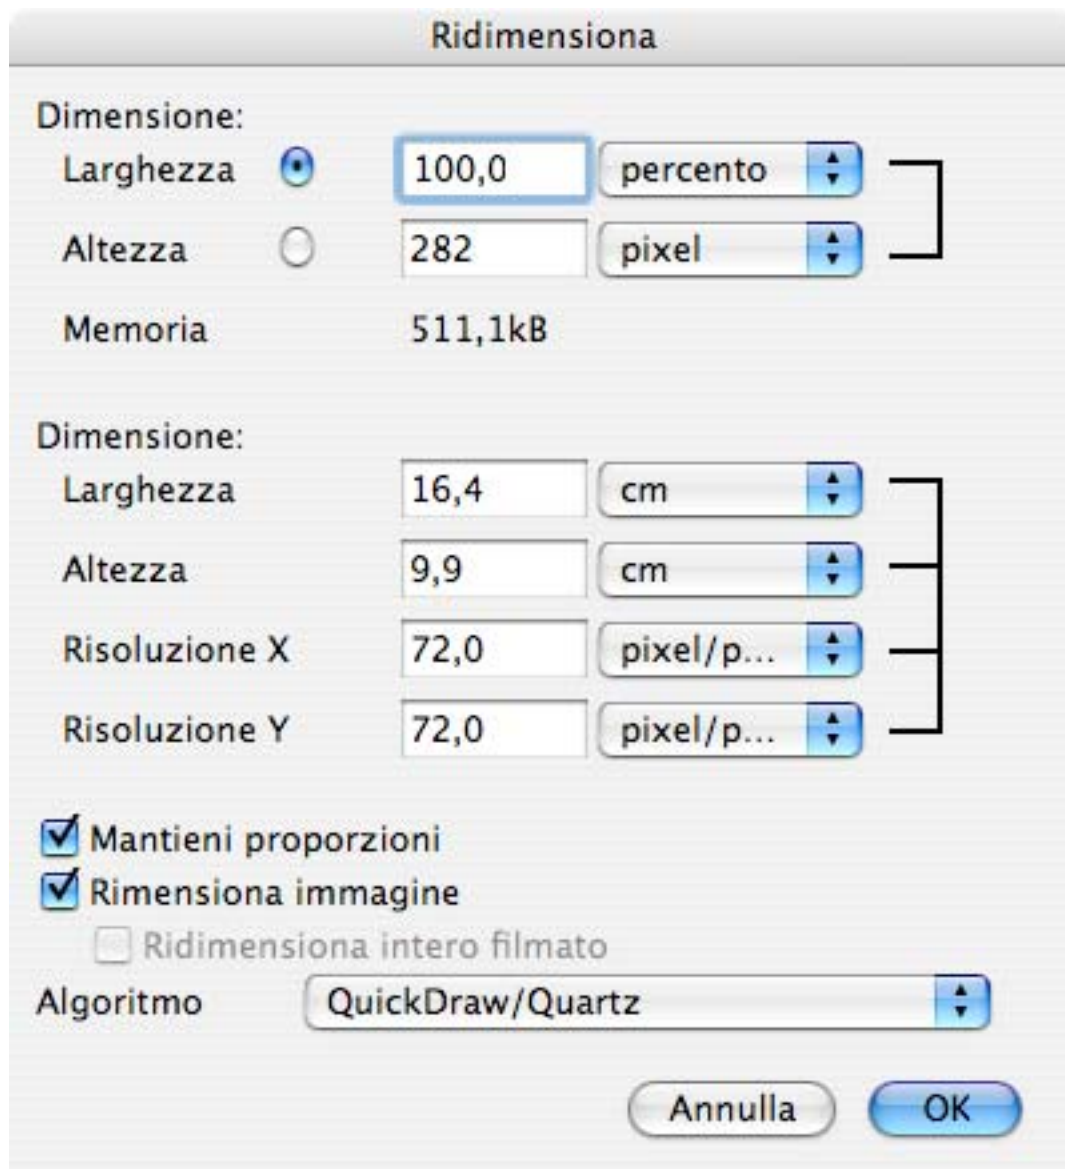 Ridimensiona
Dimensione:
Larghezza 100,0 percento
Altezza 282 pixel
Memoria 511,1kB
Dimensione:
Larghezza 16,4 cm
Altezza 9,9 cm
Risoluzione X 72,0 pixel/p...
Risoluzione Y 72,0 pixel/p...
Mantieni proporzioni
Rimensiona immagine
Ridimensiona intero filmato
Algoritmo QuickDraw/Quartz
Annulla OK